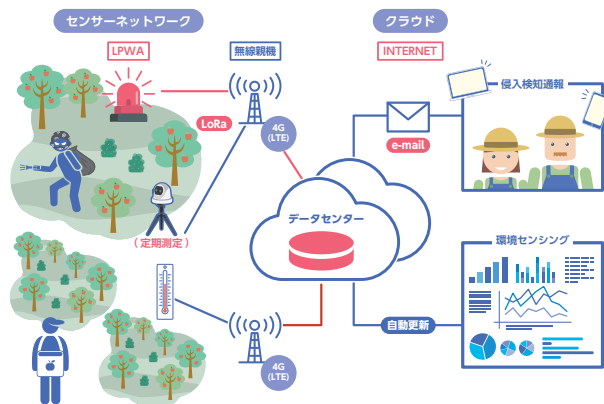 センサーネットワーク
クラウド
LPWA
無線親機
INTERNET
侵入検知通報
LoRa
4G
(LTE)
e-mail
データセンター
(定期測定)
環境センシング
自動更新
4G
(LTE)